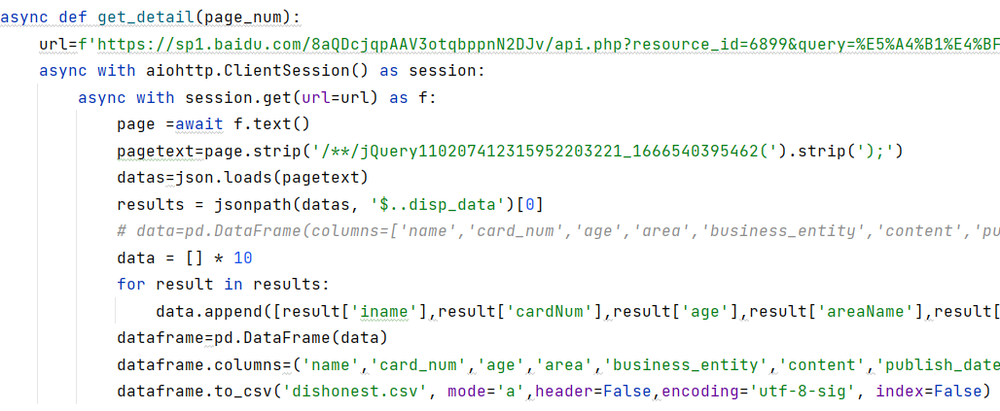 async def get_detail(page_num):
url=f'https://sp1.baidu.com/8aQDcjqpAAV3otqbppnN2DJv/api.php?resource_id=6899&query=%E5%A4%B1%E4%BF
async with aiohttp.ClientSession() as session:
async with session.get(url=url) as f:
page =await f.text()
pagetext=page.strip('/**/jQuery110207412315952203221_1666540395462(').strip(');')
datas=json.loads(pagetext)
results = jsonpath(datas, '$..disp_data')[0]
# data=pd.DataFrame(columns=['name','card_num','age','area','business_entity','content','pu
data = [] * 10
for result in results:
data.append([result['iname'],result['cardNum'],result['age'],result['areaName'],result[
dataframe=pd.DataFrame(data)
dataframe.columns=('name','card_num','age','area','business_entity','content','publish_date
dataframe.to_csv('dishonest.csv', mode='a',header=False,encoding='utf-8-sig', index=False)